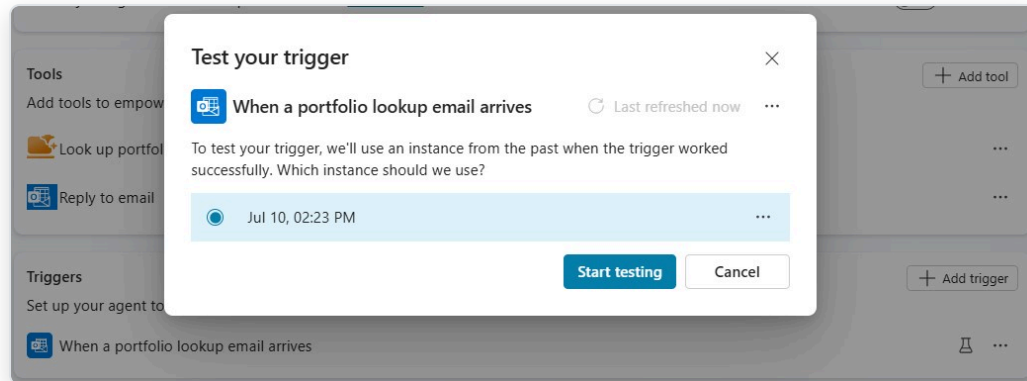 Test your trigger
Tools
Add tool
Add tools to empow
When a portfolio lookup email arrives
Last refreshed now
Look up portfol
To test your trigger, we'll use an instance from the past when the trigger worked
successfully. Which instance should we use?
Reply to email
Jul 10, 02:23 PM
Start testing
Cancel
Triggers
Add trigger
Set up your agent to
When a portfolio lookup email arrives